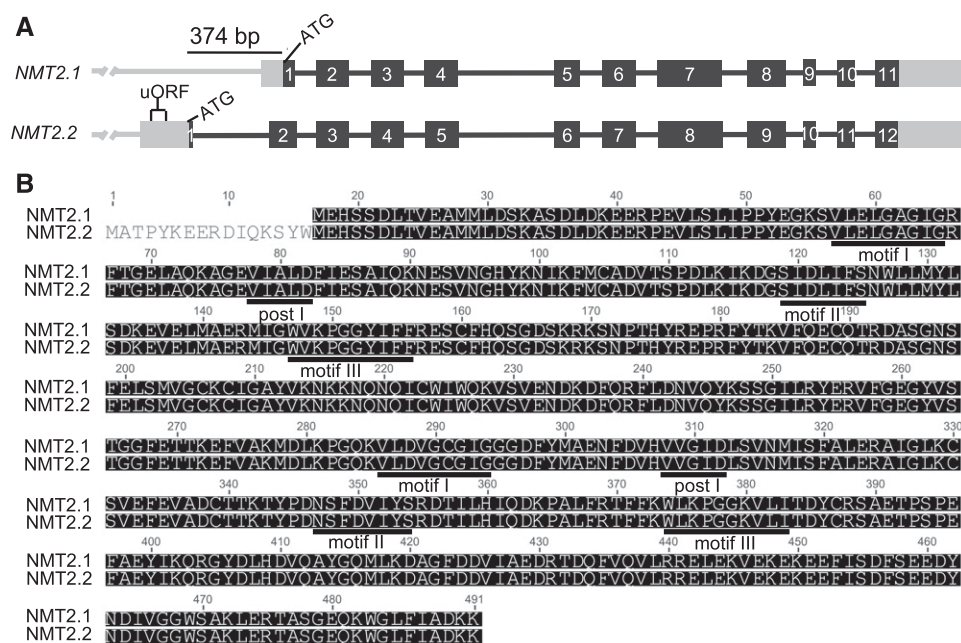 A
374 bp
ATG
NMT2.1
1 2 3 4 5 6 7 8 9 10 11
uORF
ATG
NMT2.2
1 2 3 4 5 6 7 8 9 10 11 12
B
1 10 20 30 40 50 60
NMT2.1 MEHSSDLTVEAMMLDSKASDLDKEERPEVLSLIPPYEGKSVLELGAGIGR
NMT2.2 MATPYKEERDIQKSYWMEHSSDLTVEAMMLDSKASDLDKEERPEVLSLIPPYEGKSVLELGAGIGR
motif I
70 80 90 100 110 120 130
NMT2.1 FTGELAQKAGEVIALDFIESAIQKNESVNGHYKNIKFMCADVTSPDLKIKDGSIDLIFSNWLLMYL
NMT2.2 FTGELAQKAGEVIALDFIESAIQKNESVNGHYKNIKFMCADVTSPDLKIKDGSIDLIFSNWLLMYL
post I motif II
140 150 160 170 180 190
NMT2.1 SDKEVELMAERMIGWVKPGGYIFFRESCFHQSGDSKRKSNPTHYREPRFYTKVFQECQTRDASGNS
NMT2.2 SDKEVELMAERMIGWVKPGGYIFFRESCFHQSGDSKRKSNPTHYREPRFYTKVFQECQTRDASGNS
motif III
200 210 220 230 240 250 260
NMT2.1 FELSMVGCKCIGAYVKNKKNQNQICWIWQKVSVENDKDFQRFLDNVQYKSSGILRYERVFGEGYVS
NMT2.2 FELSMVGCKCIGAYVKNKKNQNQICWIWQKVSVENDKDFQRFLDNVQYKSSGILRYERVFGEGYVS
270 280 290 300 310 320 330
NMT2.1 TGGFETTKEFVAKMDLKPGQKVLDVGCGIGGGDFYMAENFDVHVVGIDLSVNMISFALERAIGLKC
NMT2.2 TGGFETTKEFVAKMDLKPGQKVLDVGCGIGGGDFYMAENFDVHVVGIDLSVNMISFALERAIGLKC
motif I post I
340 350 360 370 380 390
NMT2.1 SVEFEVADCTTKTYPDNSFDVIYSRDTILHIQDKPALFRTFFKWLKPGGKVLITDYCRSAETPSPE
NMT2.2 SVEFEVADCTTKTYPDNSFDVIYSRDTILHIQDKPALFRTFFKWLKPGGKVLITDYCRSAETPSPE
motif II motif III
400 410 420 430 440 450 460
NMT2.1 FAEYIKQRGYDLHDVQAYGQMLKDAGFDDVIAEDRTDQFVQVLRRELEKVEKEKEEFISDFSEEDY
NMT2.2 FAEYIKQRGYDLHDVQAYGQMLKDAGFDDVIAEDRTDQFVQVLRRELEKVEKEKEEFISDFSEEDY
470 480 491
NMT2.1 NDIVGGWSAKLERTASGEQKWGLFIADKK
NMT2.2 NDIVGGWSAKLERTASGEQKWGLFIADKK